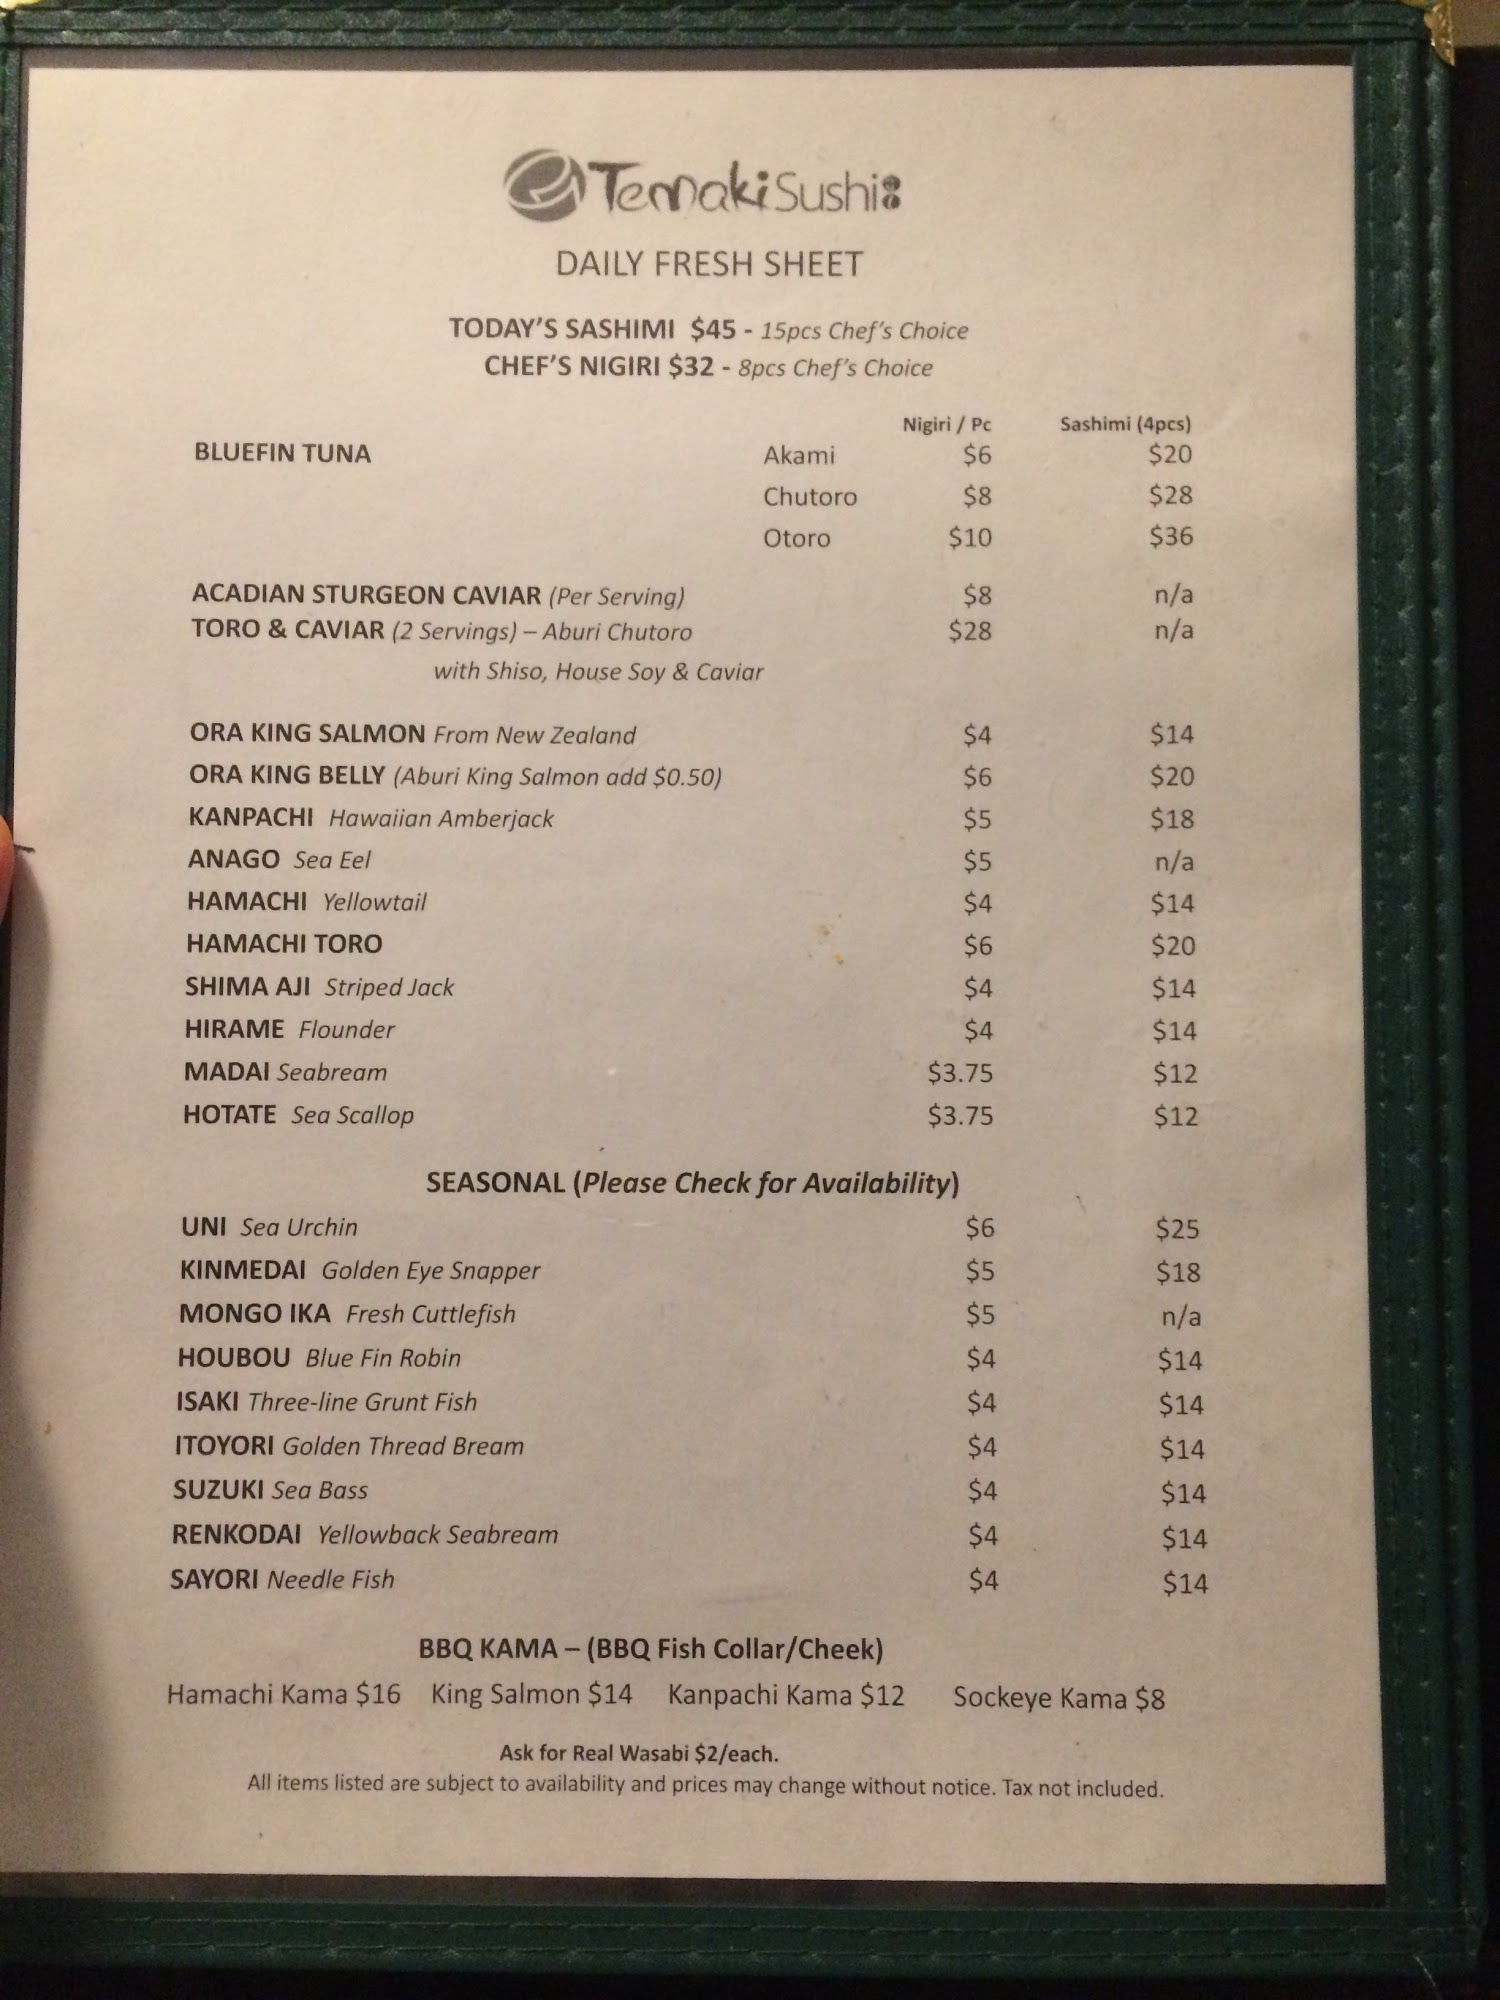 Temaki Sushi
DAILY FRESH SHEET
TODAY'S SASHIMI $45 - 15pcs Chef's Choice
CHEF'S NIGIRI $32 - 8pcs Chef's Choice
Nigiri / Pc Sashimi (4pcs)
BLUEFIN TUNA Akami $6 $20
Chutoro $8 $28
Otoro $10 $36
ACADIAN STURGEON CAVIAR (Per Serving) $8 n/a
TORO & CAVIAR (2 Servings) – Aburi Chutoro $28 n/a
with Shiso, House Soy & Caviar
ORA KING SALMON From New Zealand $4 $14
ORA KING BELLY (Aburi King Salmon add $0.50) $6 $20
KANPACHI Hawaiian Amberjack $5 $18
ANAGO Sea Eel $5 n/a
HAMACHI Yellowtail $4 $14
HAMACHI TORO $6 $20
SHIMA AJI Striped Jack $4 $14
HIRAME Flounder $4 $14
MADAI Seabream $3.75 $12
HOTATE Sea Scallop $3.75 $12
SEASONAL (Please Check for Availability)
UNI Sea Urchin $6 $25
KINMEDAI Golden Eye Snapper $5 $18
MONGO IKA Fresh Cuttlefish $5 n/a
HOUBOU Blue Fin Robin $4 $14
ISAKI Three-line Grunt Fish $4 $14
ITOYORI Golden Thread Bream $4 $14
SUZUKI Sea Bass $4 $14
RENKODAI Yellowback Seabream $4 $14
SAYORI Needle Fish $4 $14
BBQ KAMA – (BBQ Fish Collar/Cheek)
Hamachi Kama $16 King Salmon $14 Kanpachi Kama $12 Sockeye Kama $8
Ask for Real Wasabi $2/each.
All items listed are subject to availability and prices may change without notice. Tax not included.